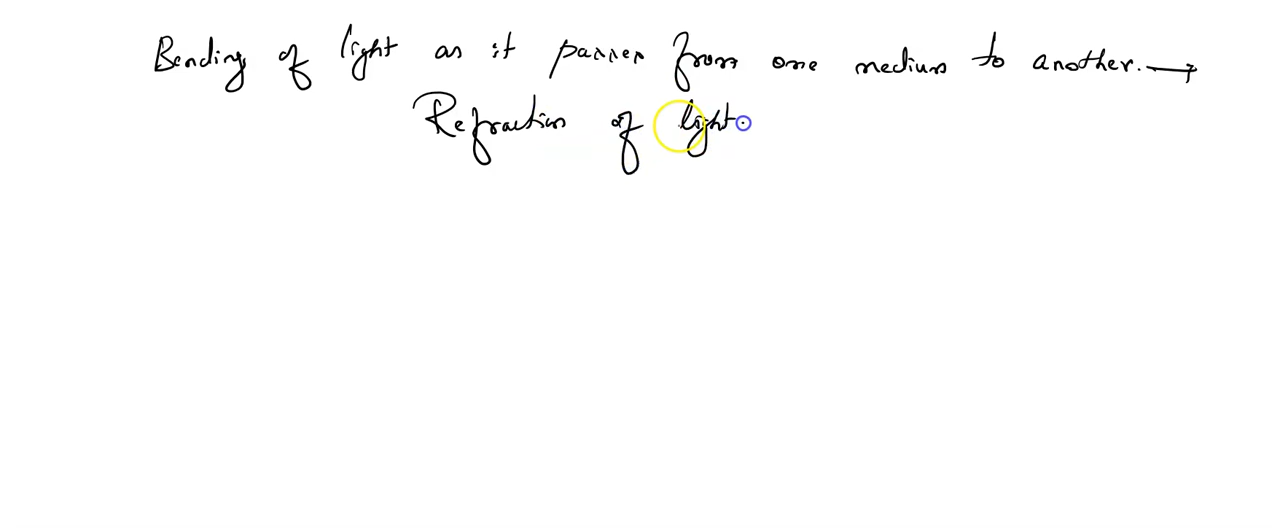 Bending of light as it passes from one medium to another. →
Refraction of light